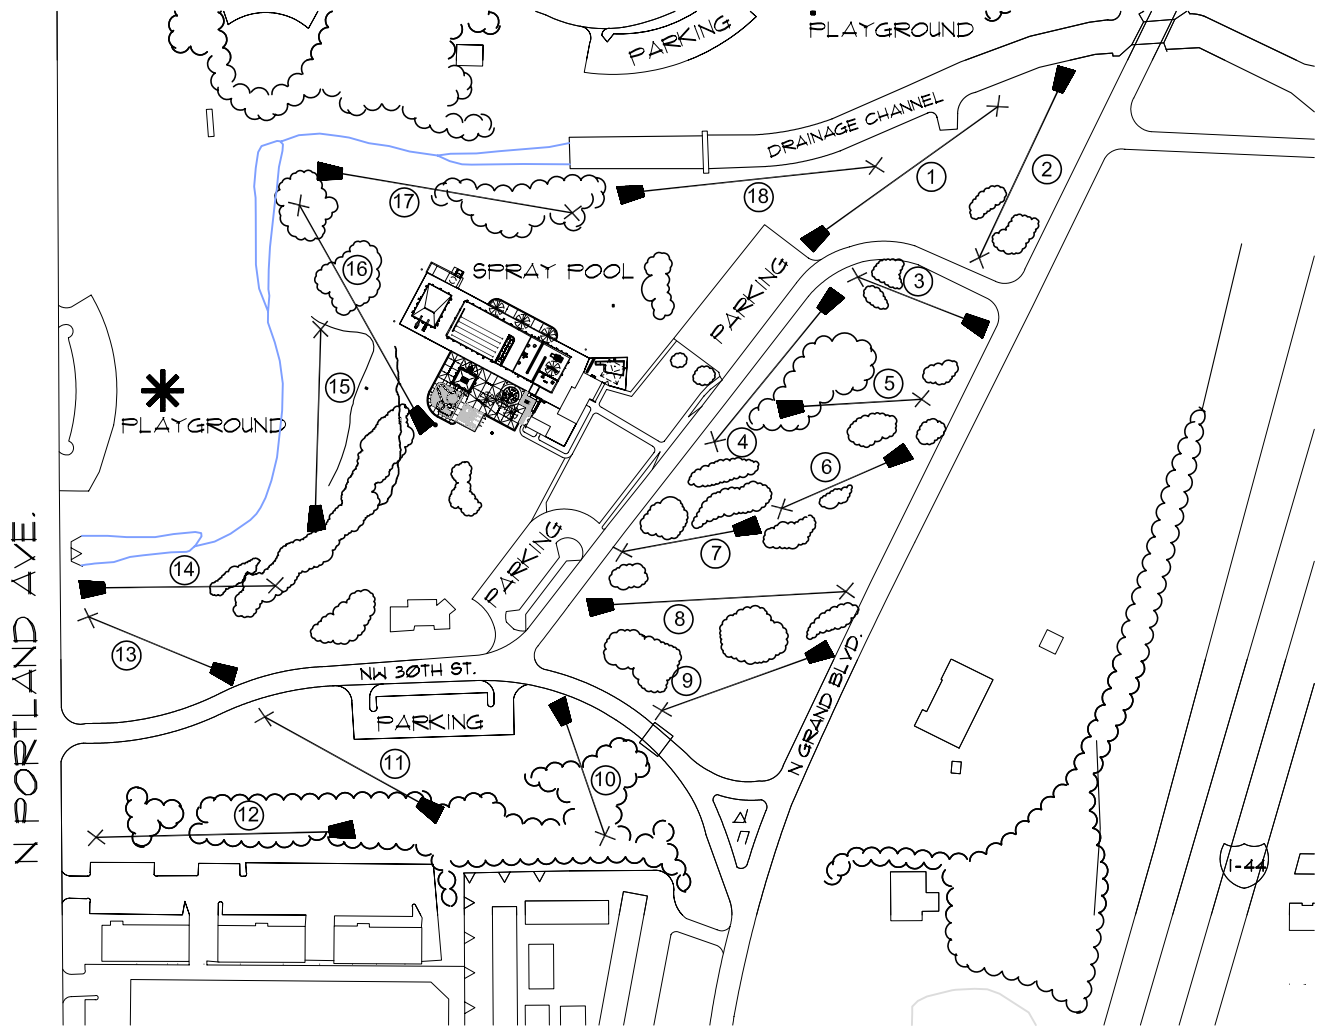 PLAYGROUND
PARKING
DRAINAGE CHANNEL
1
2
17
18
16
SPRAY POOL
3
PARKING
15
5
PLAYGROUND
4
6
N PORTLAND AVE.
PARKING
7
14
8
13
NW 30TH ST.
9
N GRAND BLVD.
PARKING
11
10
12
I-44